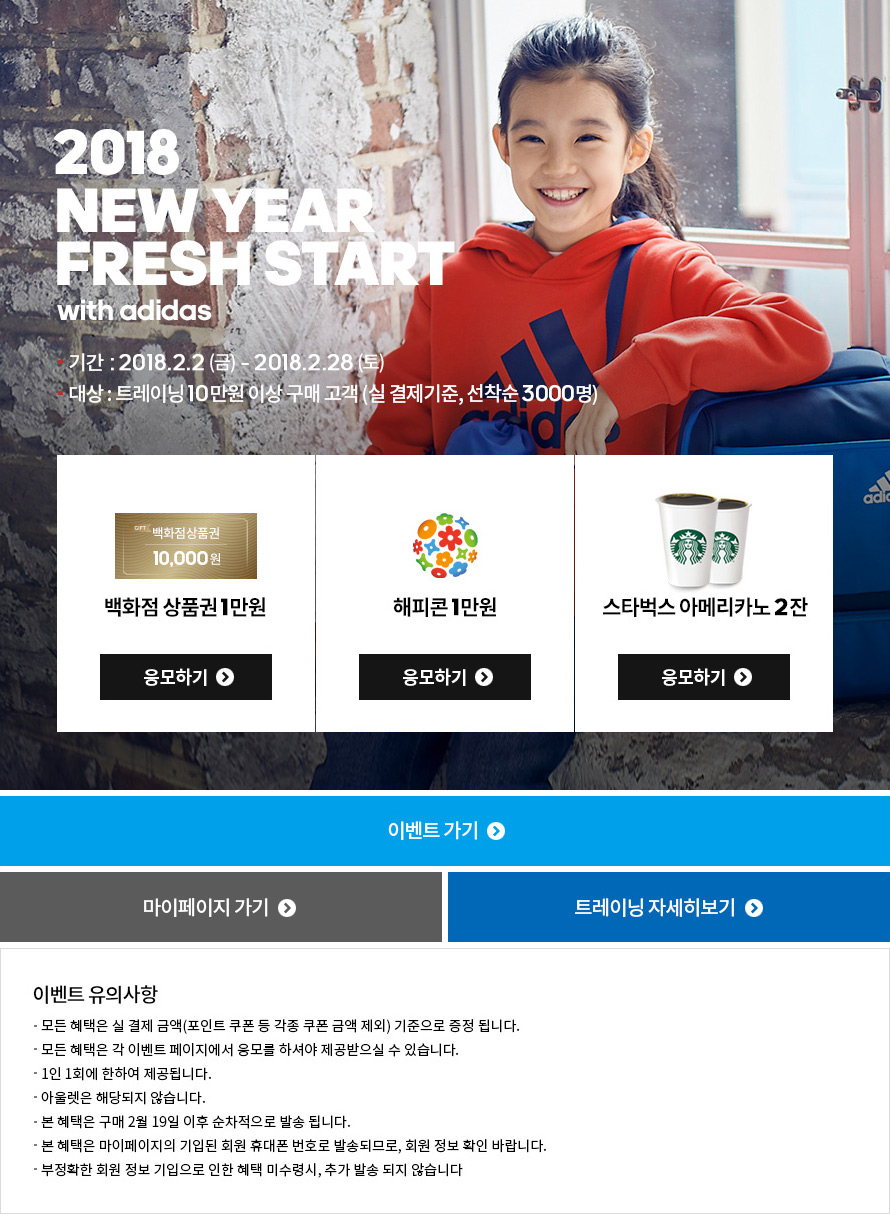 2018
NEW YEAR
FRESH START
with adidas
- 기간 : 2018.2.2 (금) - 2018.2.28 (토)
- 대상 : 트레이닝 10만원 이상 구매 고객 (실 결제기준, 선착순 3000명)
adidas
adidas
GIFT 백화점상품권
10,000원
백화점 상품권 1만원
해피콘 1만원
스타벅스 아메리카노 2잔
응모하기
응모하기
응모하기
이벤트 가기
마이페이지 가기
트레이닝 자세히보기
이벤트 유의사항
- 모든 혜택은 실 결제 금액(포인트 쿠폰 등 각종 쿠폰 금액 제외) 기준으로 증정 됩니다.
- 모든 혜택은 각 이벤트 페이지에서 응모를 하셔야 제공받으실 수 있습니다.
- 1인 1회에 한하여 제공됩니다.
- 아울렛은 해당되지 않습니다.
- 본 혜택은 구매 2월 19일 이후 순차적으로 발송 됩니다.
- 본 혜택은 마이페이지의 기입된 회원 휴대폰 번호로 발송되므로, 회원 정보 확인 바랍니다.
- 부정확한 회원 정보 기입으로 인한 혜택 미수령시, 추가 발송 되지 않습니다